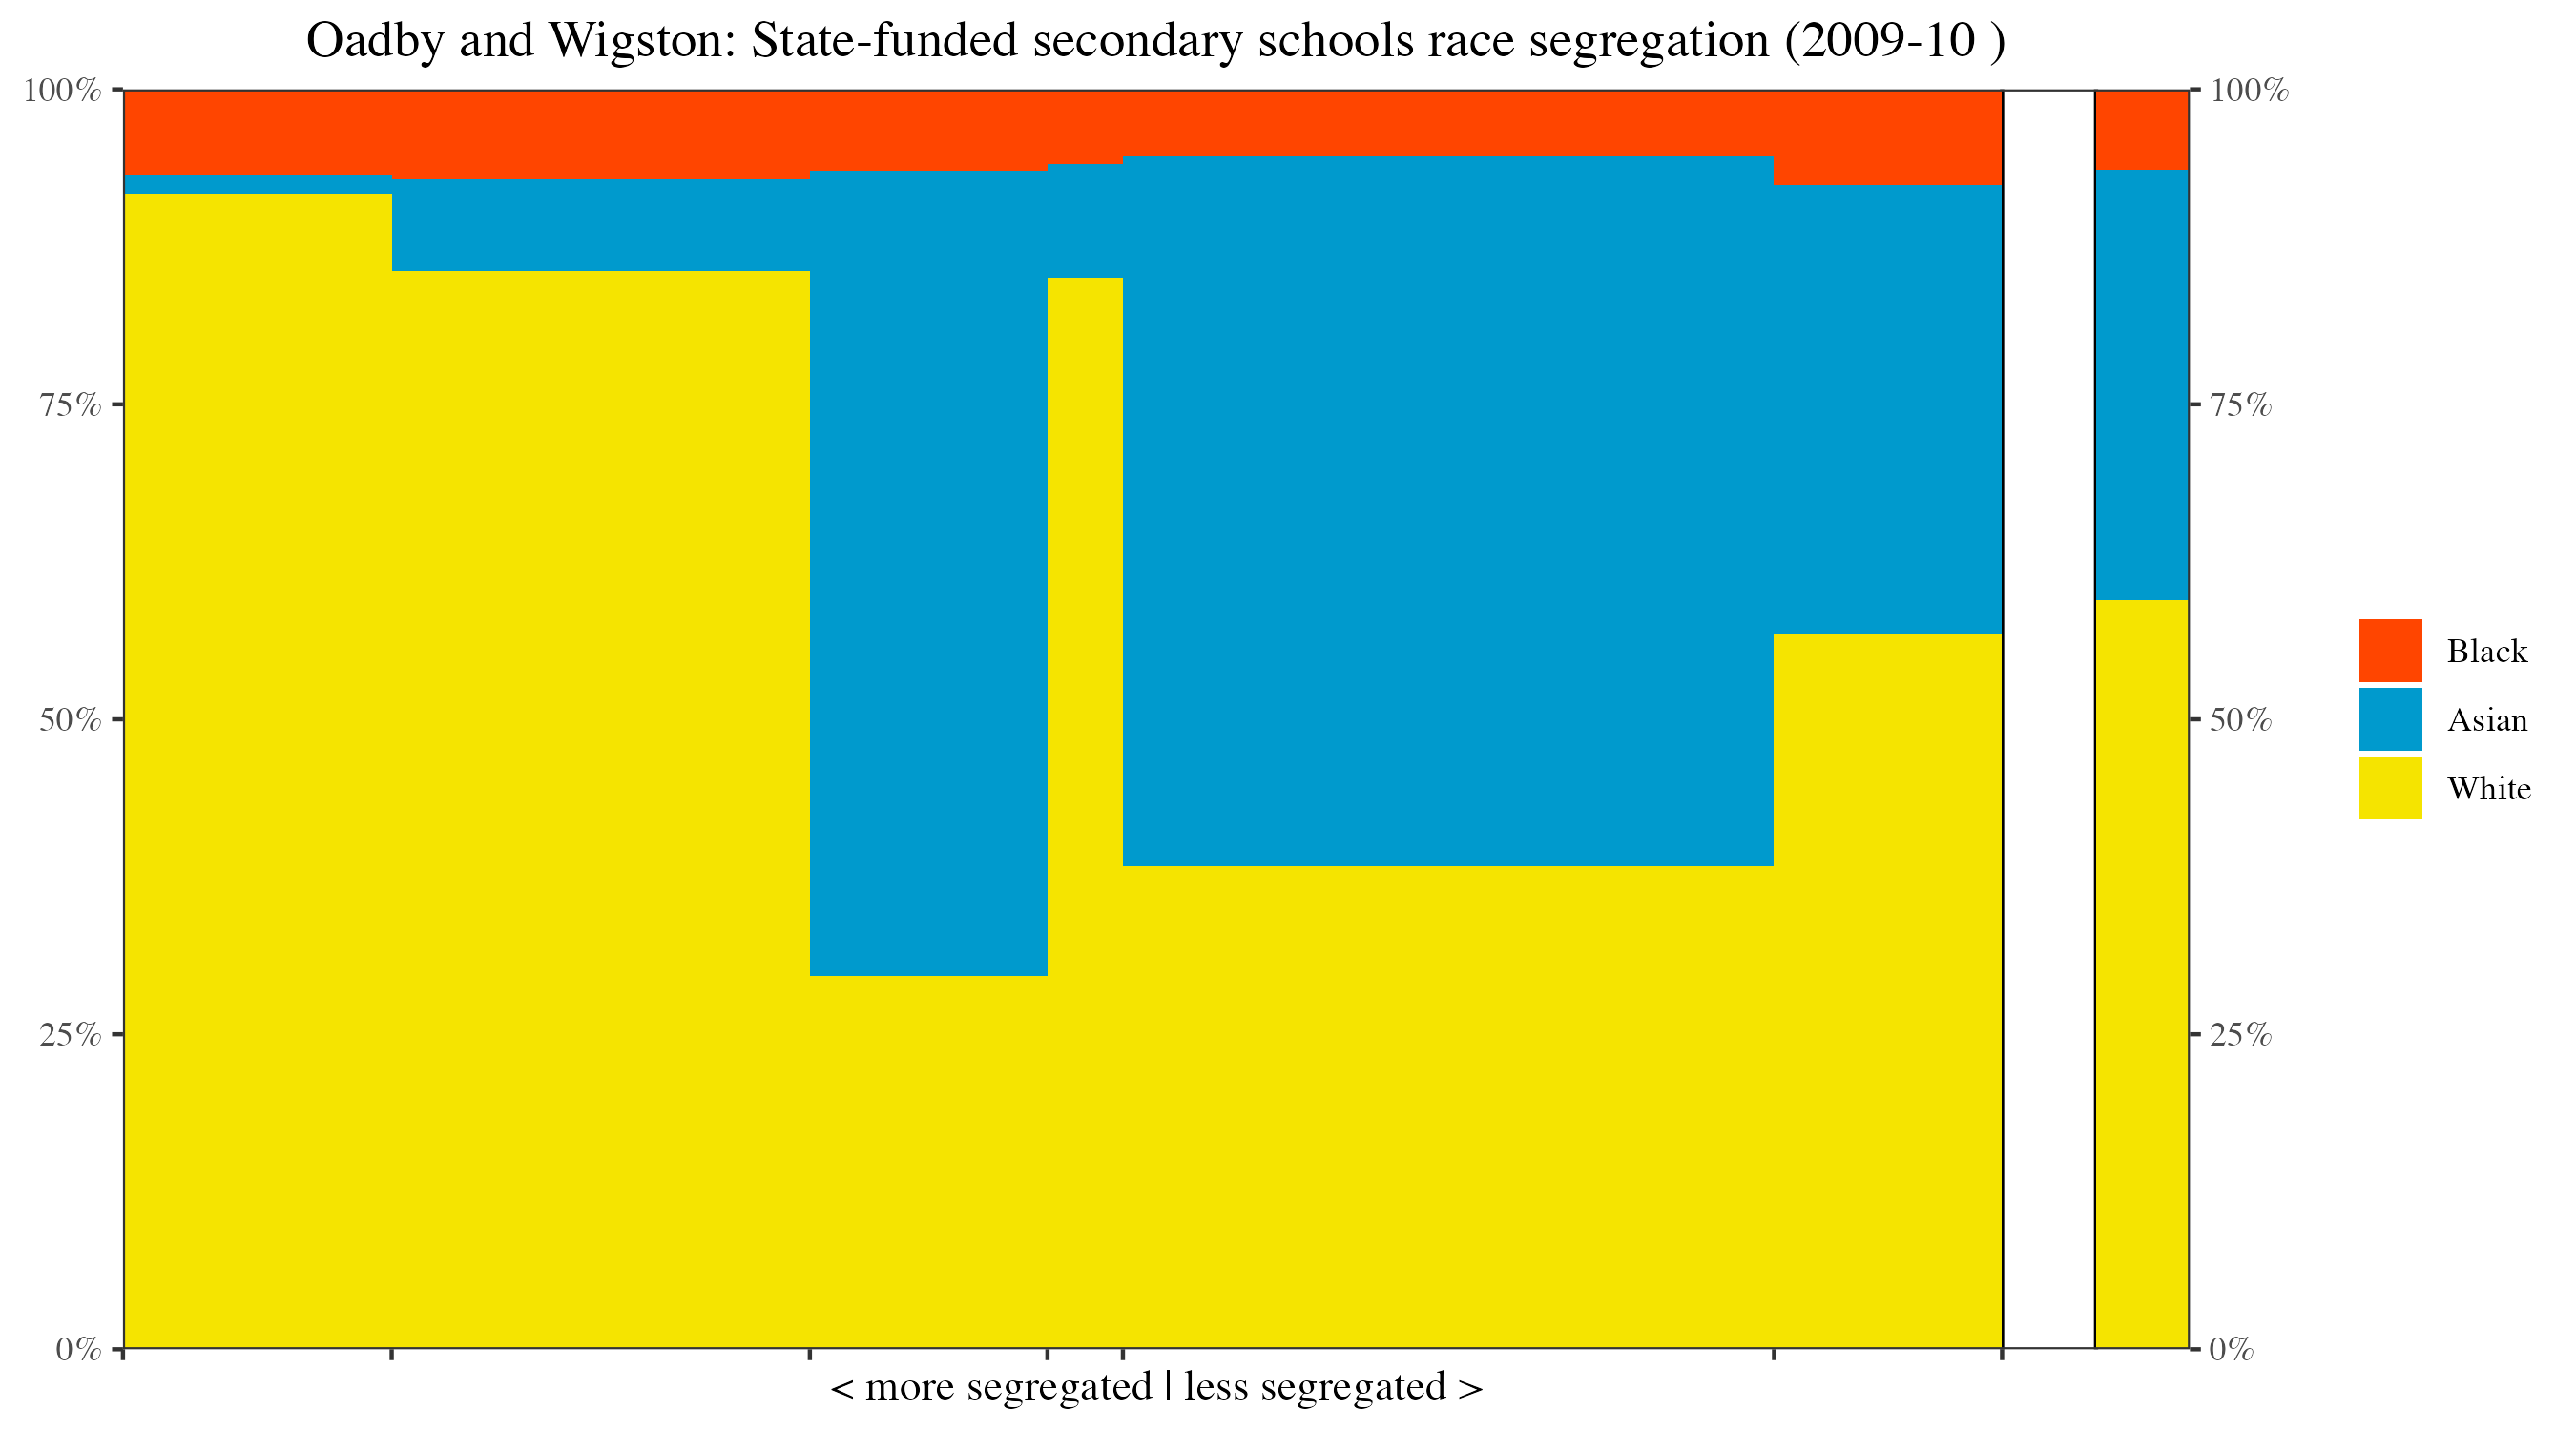 Oadby and Wigston: State-funded secondary schools race segregation (2009-10 )
100%
75%
50%
25%
0%
100%
75%
50%
25%
0%
Black
Asian
White
< more segregated | less segregated >